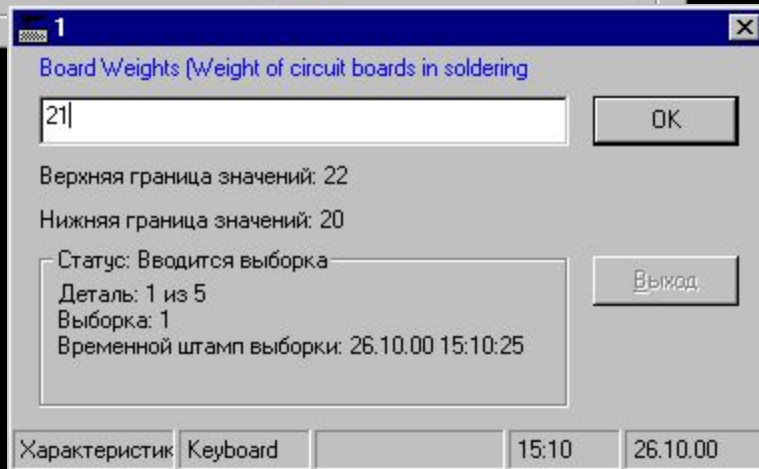 1
Board Weights (Weight of circuit boards in soldering
21
OK
Верхняя граница значений: 22
Нижняя граница значений: 20
Статус: Вводится выборка
Деталь: 1 из 5
Выборка: 1
Временной штамп выборки: 26.10.00 15:10:25
Выход
Характеристик Keyboard 15:10 26.10.00